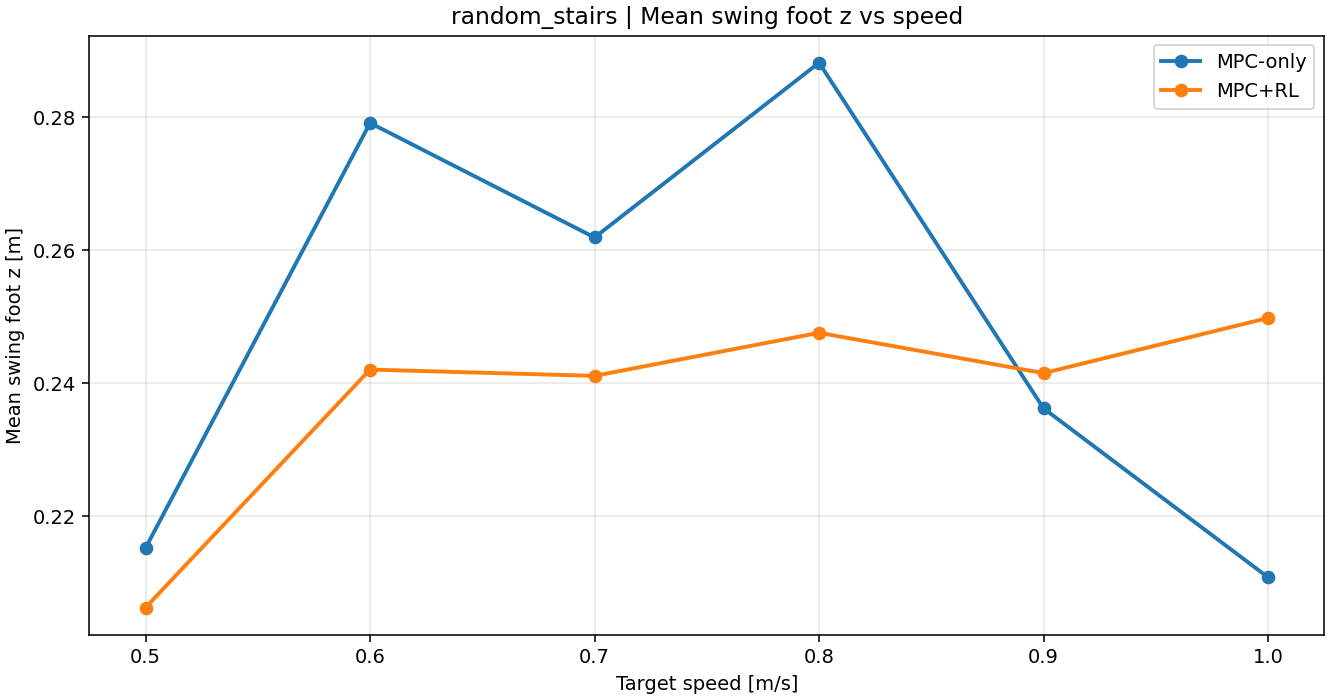 random_stairs | Mean swing foot z vs speed
MPC-only
MPC+RL
Mean swing foot z [m]
0.28
0.26
0.24
0.22
0.5 0.6 0.7 0.8 0.9 1.0
Target speed [m/s]